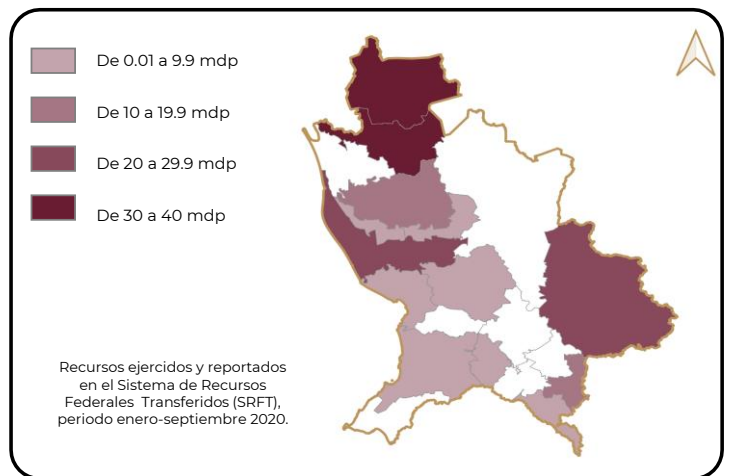 De 0.01 a 9.9 mdp
De 10 a 19.9 mdp
De 20 a 29.9 mdp
De 30 a 40 mdp
Recursos ejercidos y reportados
en el Sistema de Recursos
Federales Transferidos (SRFT),
periodo enero-septiembre 2020.